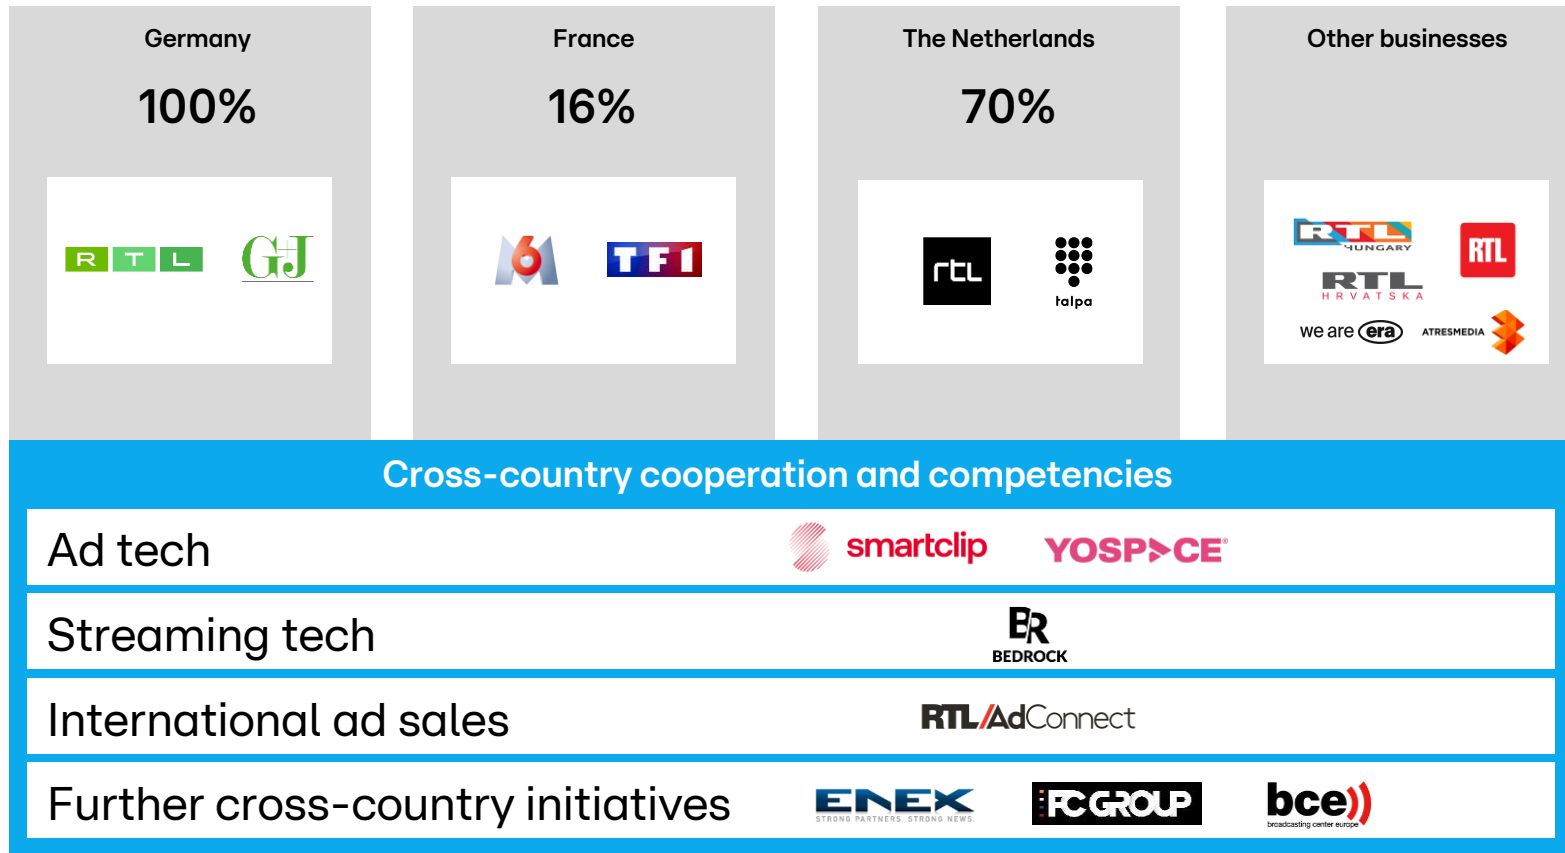 Germany
100%
RTL
G+J
France
16%
M6
TF1
The Netherlands
70%
rtl
talpa
Other businesses
RTL
HUNGARY
RTL
RTL
HRVATSKA
we are era
ATRESMEDIA
Cross-country cooperation and competencies
Ad tech
smartclip
YOSPACE®
Streaming tech
BR
BEDROCK
International ad sales
RTL/AdConnect
Further cross-country initiatives
ENEX
STRONG PARTNERS. STRONG NEWS.
FC GROUP
bce
broadcasting center europe